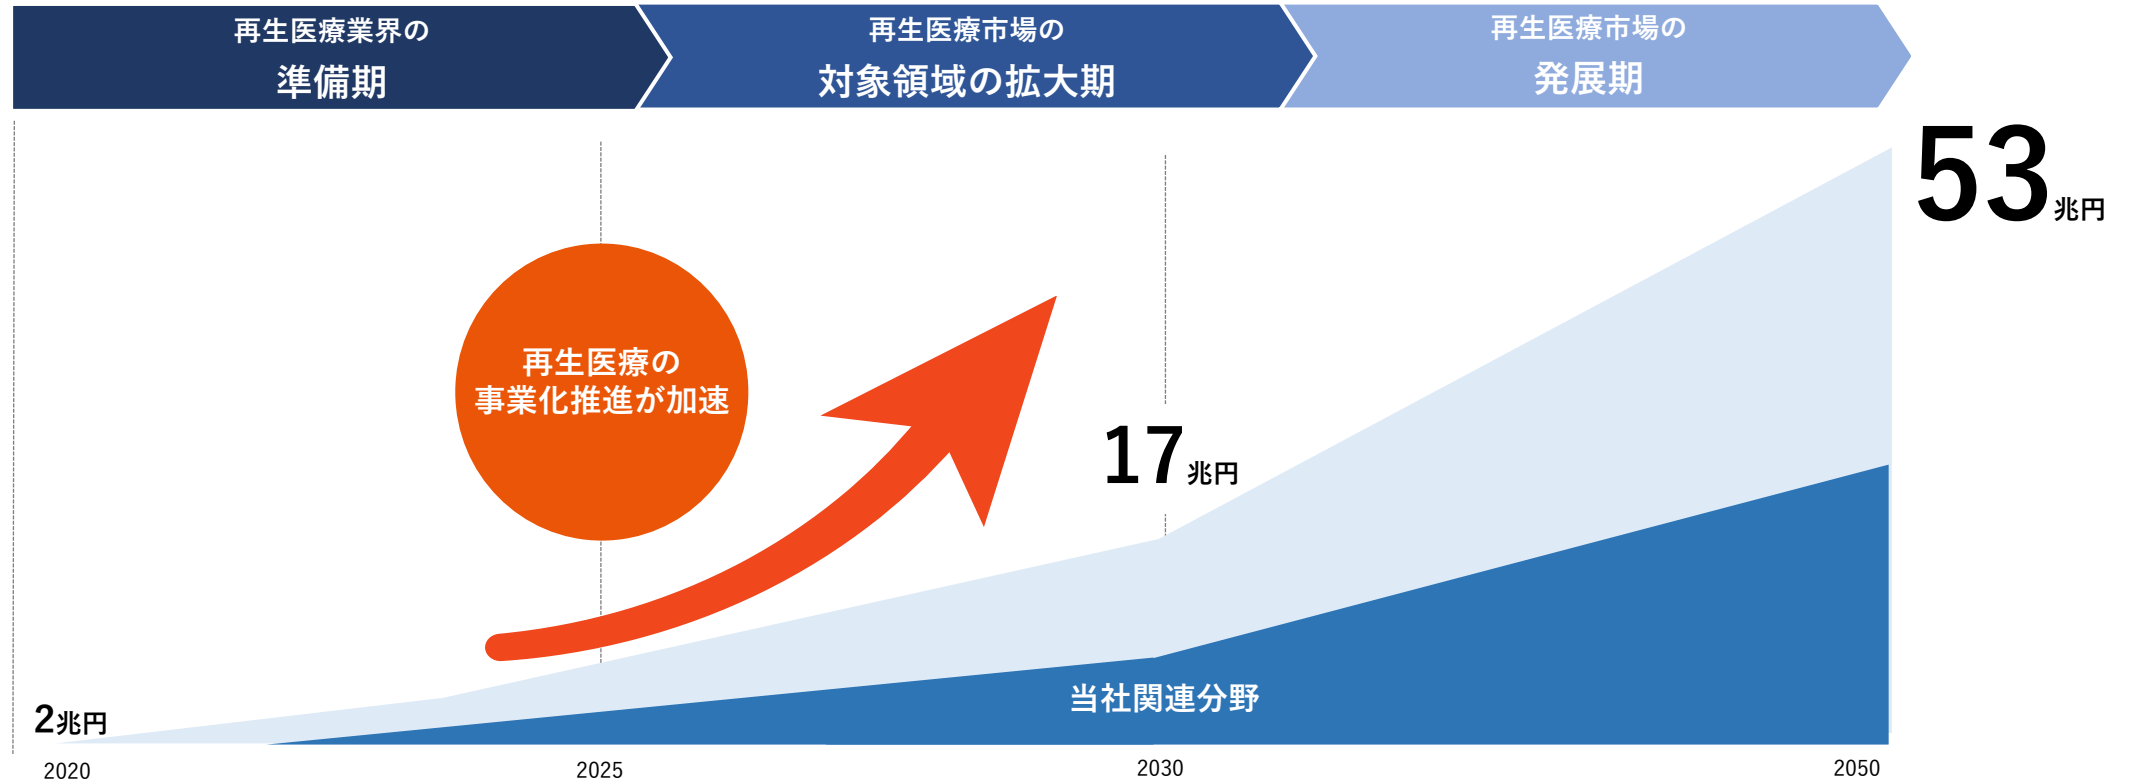 再生医療業界の
準備期
再生医療市場の
対象領域の拡大期
再生医療市場の
発展期
53兆円
再生医療の
事業化推進が加速
17兆円
当社関連分野
2兆円
2020
2025
2030
2050